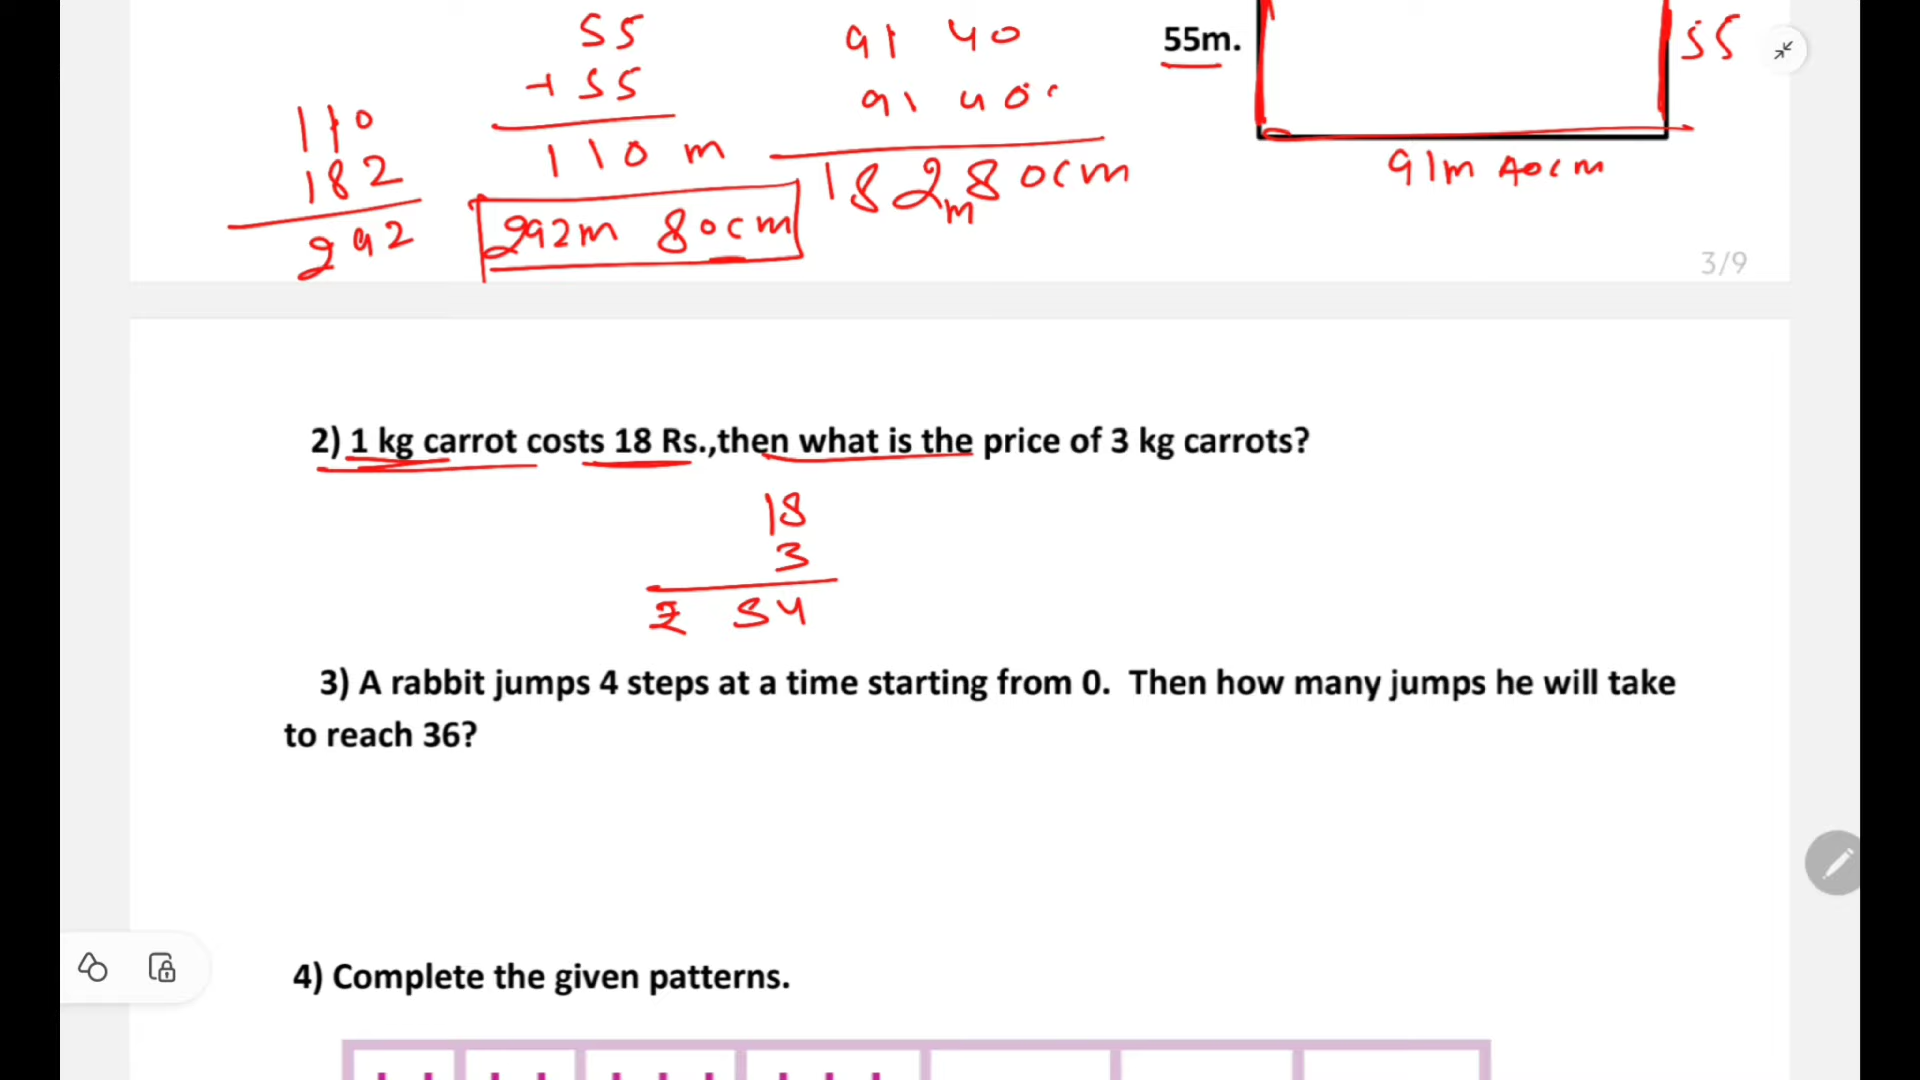 55
+55
110 m
91 40
91 40
182m 80cm
110
182
292
292m 80cm
55m.
55
91m 40cm
3/9
2) 1 kg carrot costs 18 Rs.,then what is the price of 3 kg carrots?
18
3
₹ 54
3) A rabbit jumps 4 steps at a time starting from 0. Then how many jumps he will take
to reach 36?
4) Complete the given patterns.